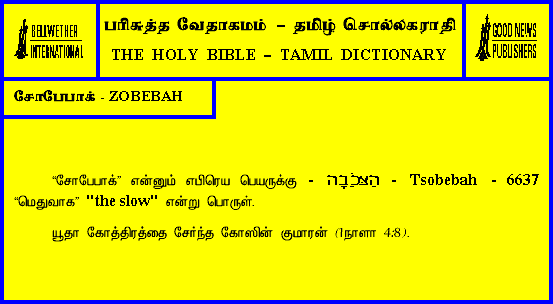 BELLWETHER
INTERNATIONAL
பரிசுத்த வேதாகமம் – தமிழ் சொல்லகராதி
THE HOLY BIBLE – TAMIL DICTIONARY
GOOD NEWS
PUBLISHERS
சோபேபாக் - ZOBEBAH
“சோபேபாக்” என்னும் எபிரெய பெயருக்கு - הַצֹּבֵבָה - Tsobebah - 6637
“மெதுவாக” "the slow" என்று பொருள்.
யூதா கோத்திரத்தை சேர்ந்த கோஸின் குமாரன் (1நாளா 4:8).